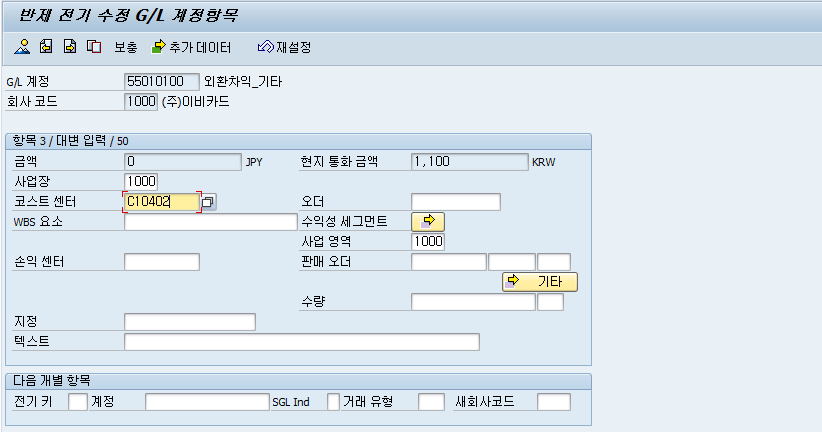 반제 전기 수정 G/L 계정항목
보충 추가 데이터 재설정
G/L 계정 55010100 외환차익_기타
회사 코드 1000 (주)이비카드
항목 3 / 대변 입력 / 50
금액 0 JPY 현지 통화 금액 1,100 KRW
사업장 1000
코스트 센터 C10402 오더
WBS 요소 수익성 세그먼트
사업 영역 1000
손익 센터 판매 오더
기타
수량
지정
텍스트
다음 개별 항목
전기 키 계정 SGL Ind 거래 유형 새회사코드